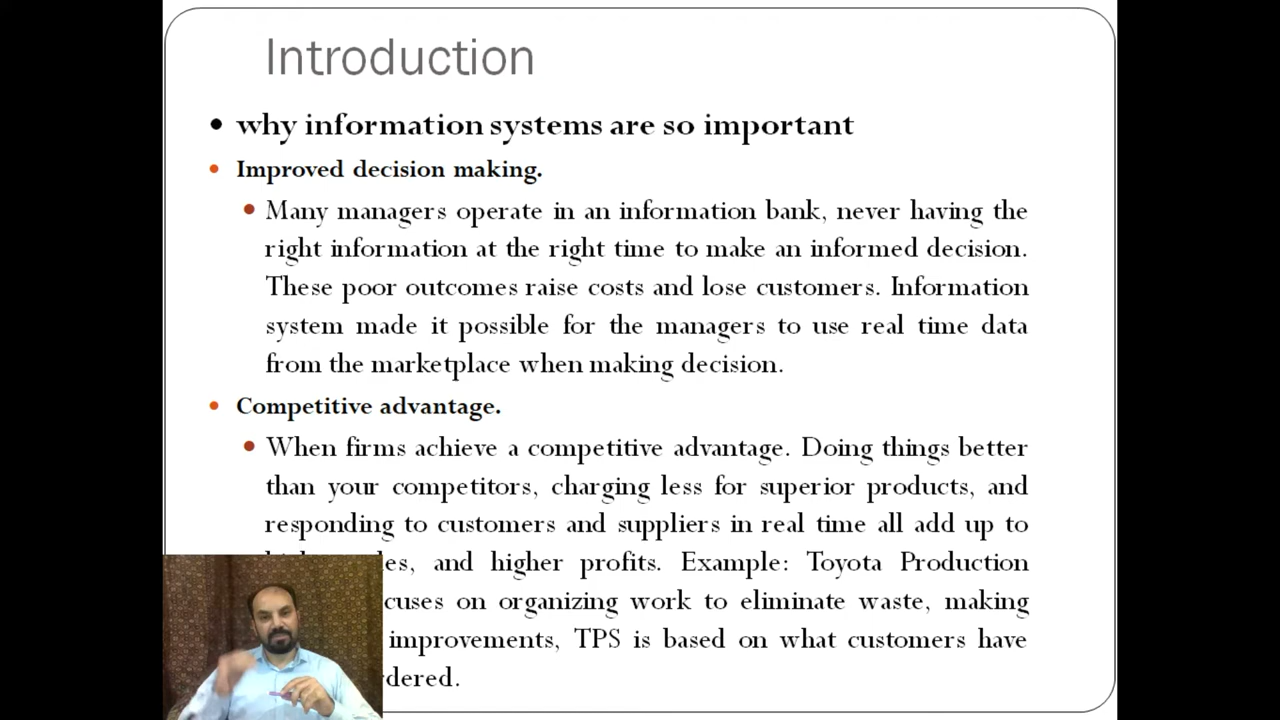 Introduction
• why information systems are so important
• Improved decision making.
• Many managers operate in an information bank, never having the
right information at the right time to make an informed decision.
These poor outcomes raise costs and lose customers. Information
system made it possible for the managers to use real time data
from the marketplace when making decision.
• Competitive advantage.
• When firms achieve a competitive advantage. Doing things better
than your competitors, charging less for superior products, and
responding to customers and suppliers in real time all add up to
and higher profits. Example: Toyota Production
on organizing work to eliminate waste, making
improvements, TPS is based on what customers have